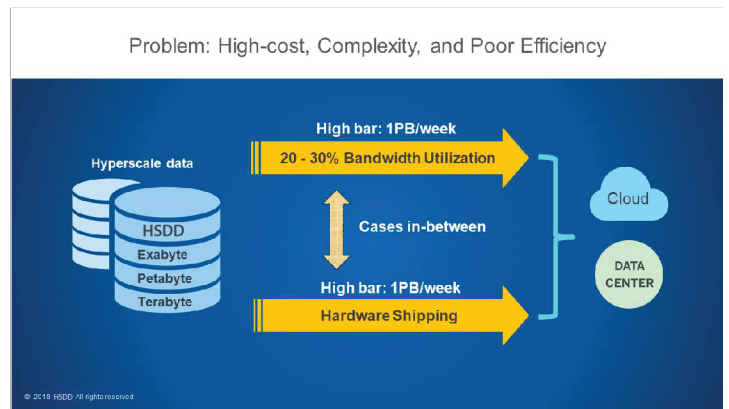 Problem: High-cost, Complexity, and Poor Efficiency
High bar: 1PB/week
20 - 30% Bandwidth Utilization
Hyperscale data
HSDD
Exabyte
Petabyte
Terabyte
Cases in-between
High bar: 1PB/week
Hardware Shipping
Cloud
DATA
CENTER
© 2018 HSDD All rights reserved